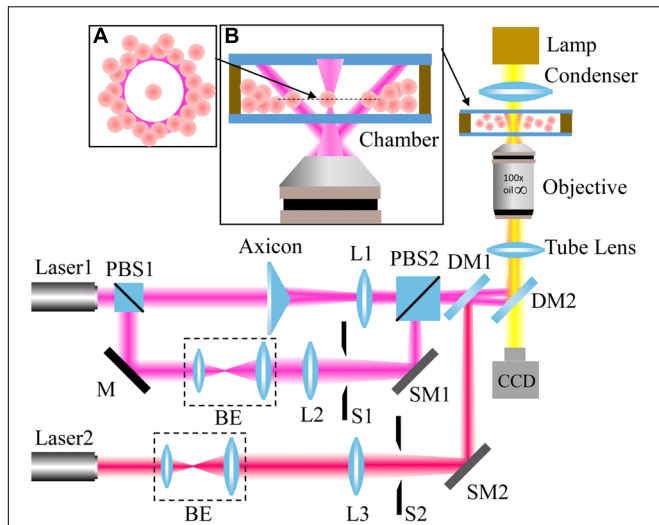 A
B
Lamp
Condenser
Chamber
100x
oil ∞
Objective
Tube Lens
Axicon
L1
PBS2
DM1
DM2
Laser1
PBS1
M
BE
L2
S1
SM1
CCD
Laser2
BE
L3
S2
SM2